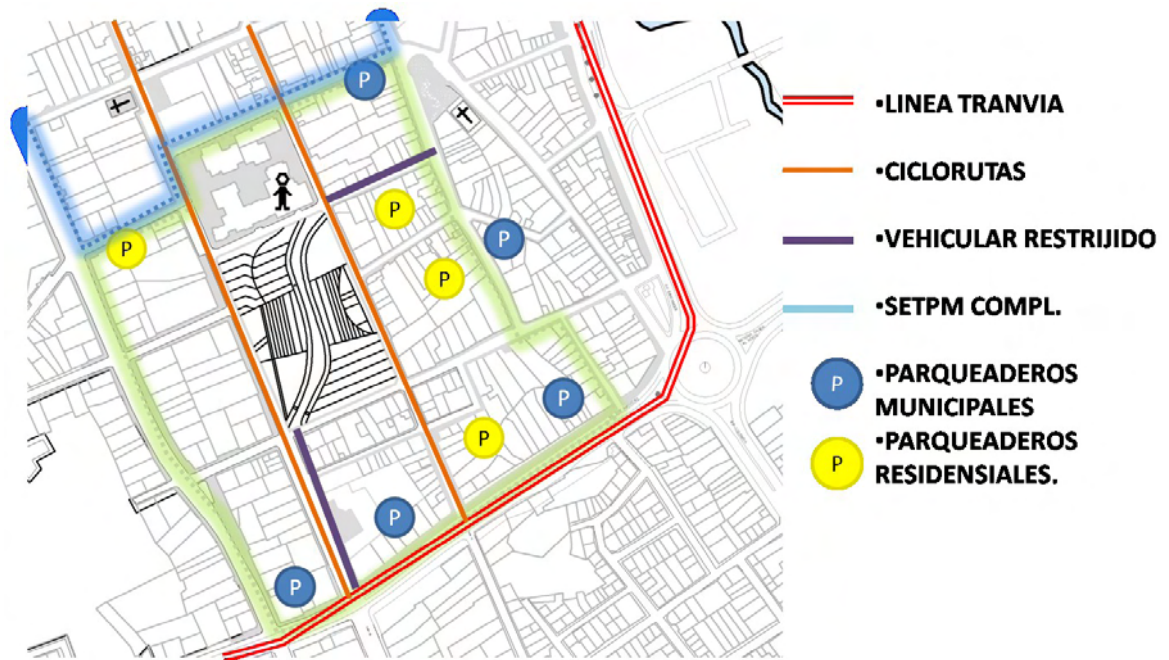 P
P
P
P
P
P
P
P
P
•LINEA TRANVIA
•CICLORUTAS
•VEHICULAR RESTRIJIDO
•SETPM COMPL.
P
•PARQUEADEROS
MUNICIPALES
P
•PARQUEADEROS
RESIDENSIALES.